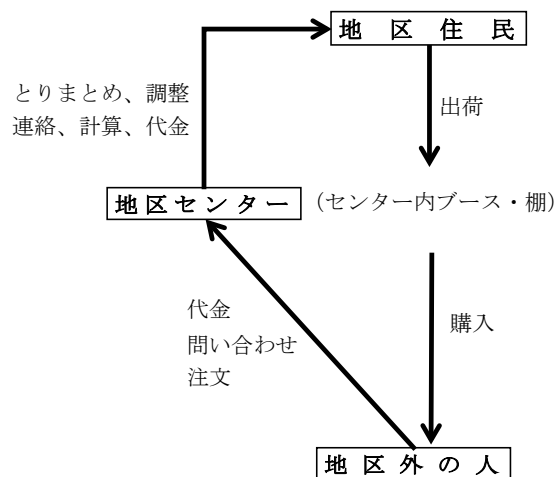 地区住民
とりまとめ、調整
連絡、計算、代金
出荷
地区センター
（センター内ブース・棚）
代金
問い合わせ
注文
購入
地区外の人